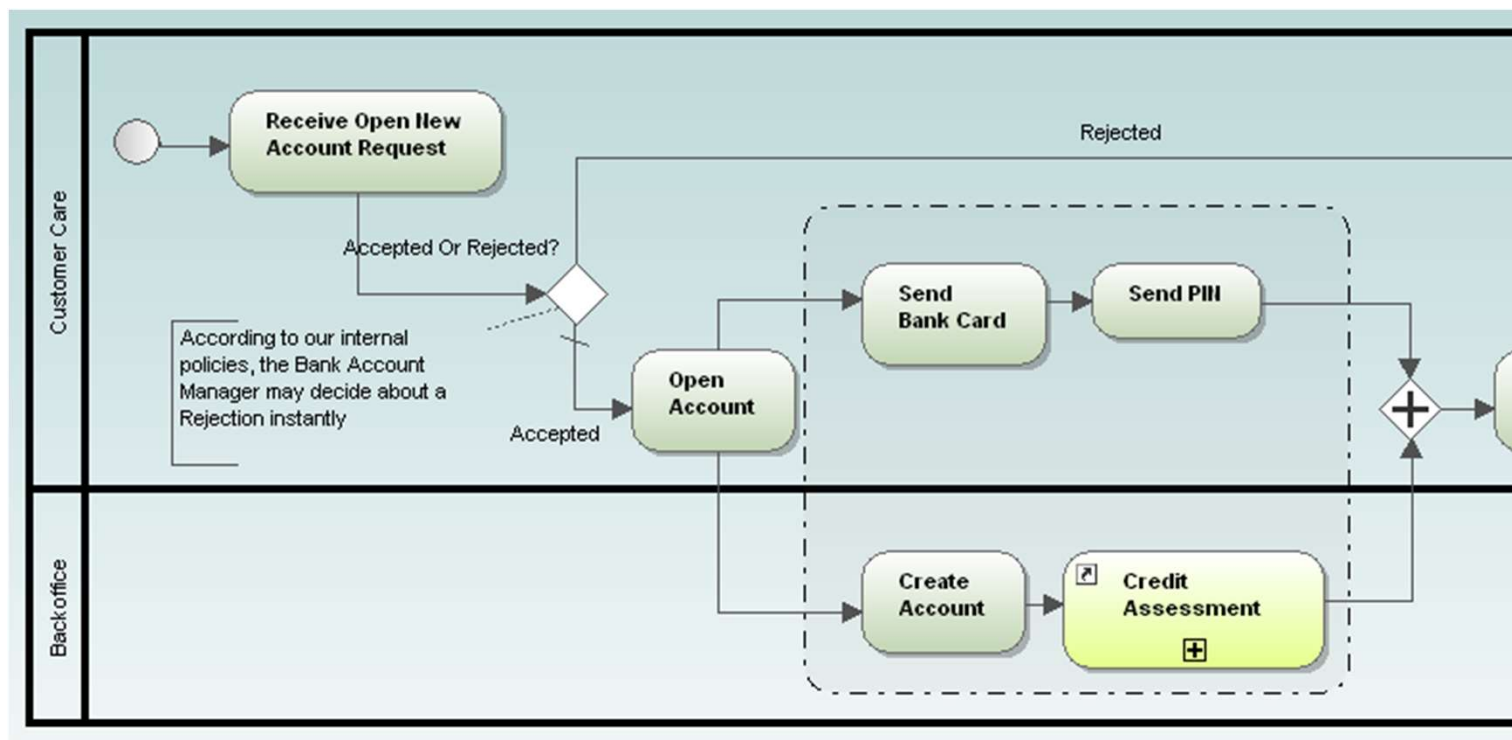 Customer Care
Receive Open New
Account Request
Rejected
Accepted Or Rejected?
According to our internal
policies, the Bank Account
Manager may decide about a
Rejection instantly
Accepted
Open
Account
Send
Bank Card
Send PIN
Backoffice
Create
Account
Credit
Assessment